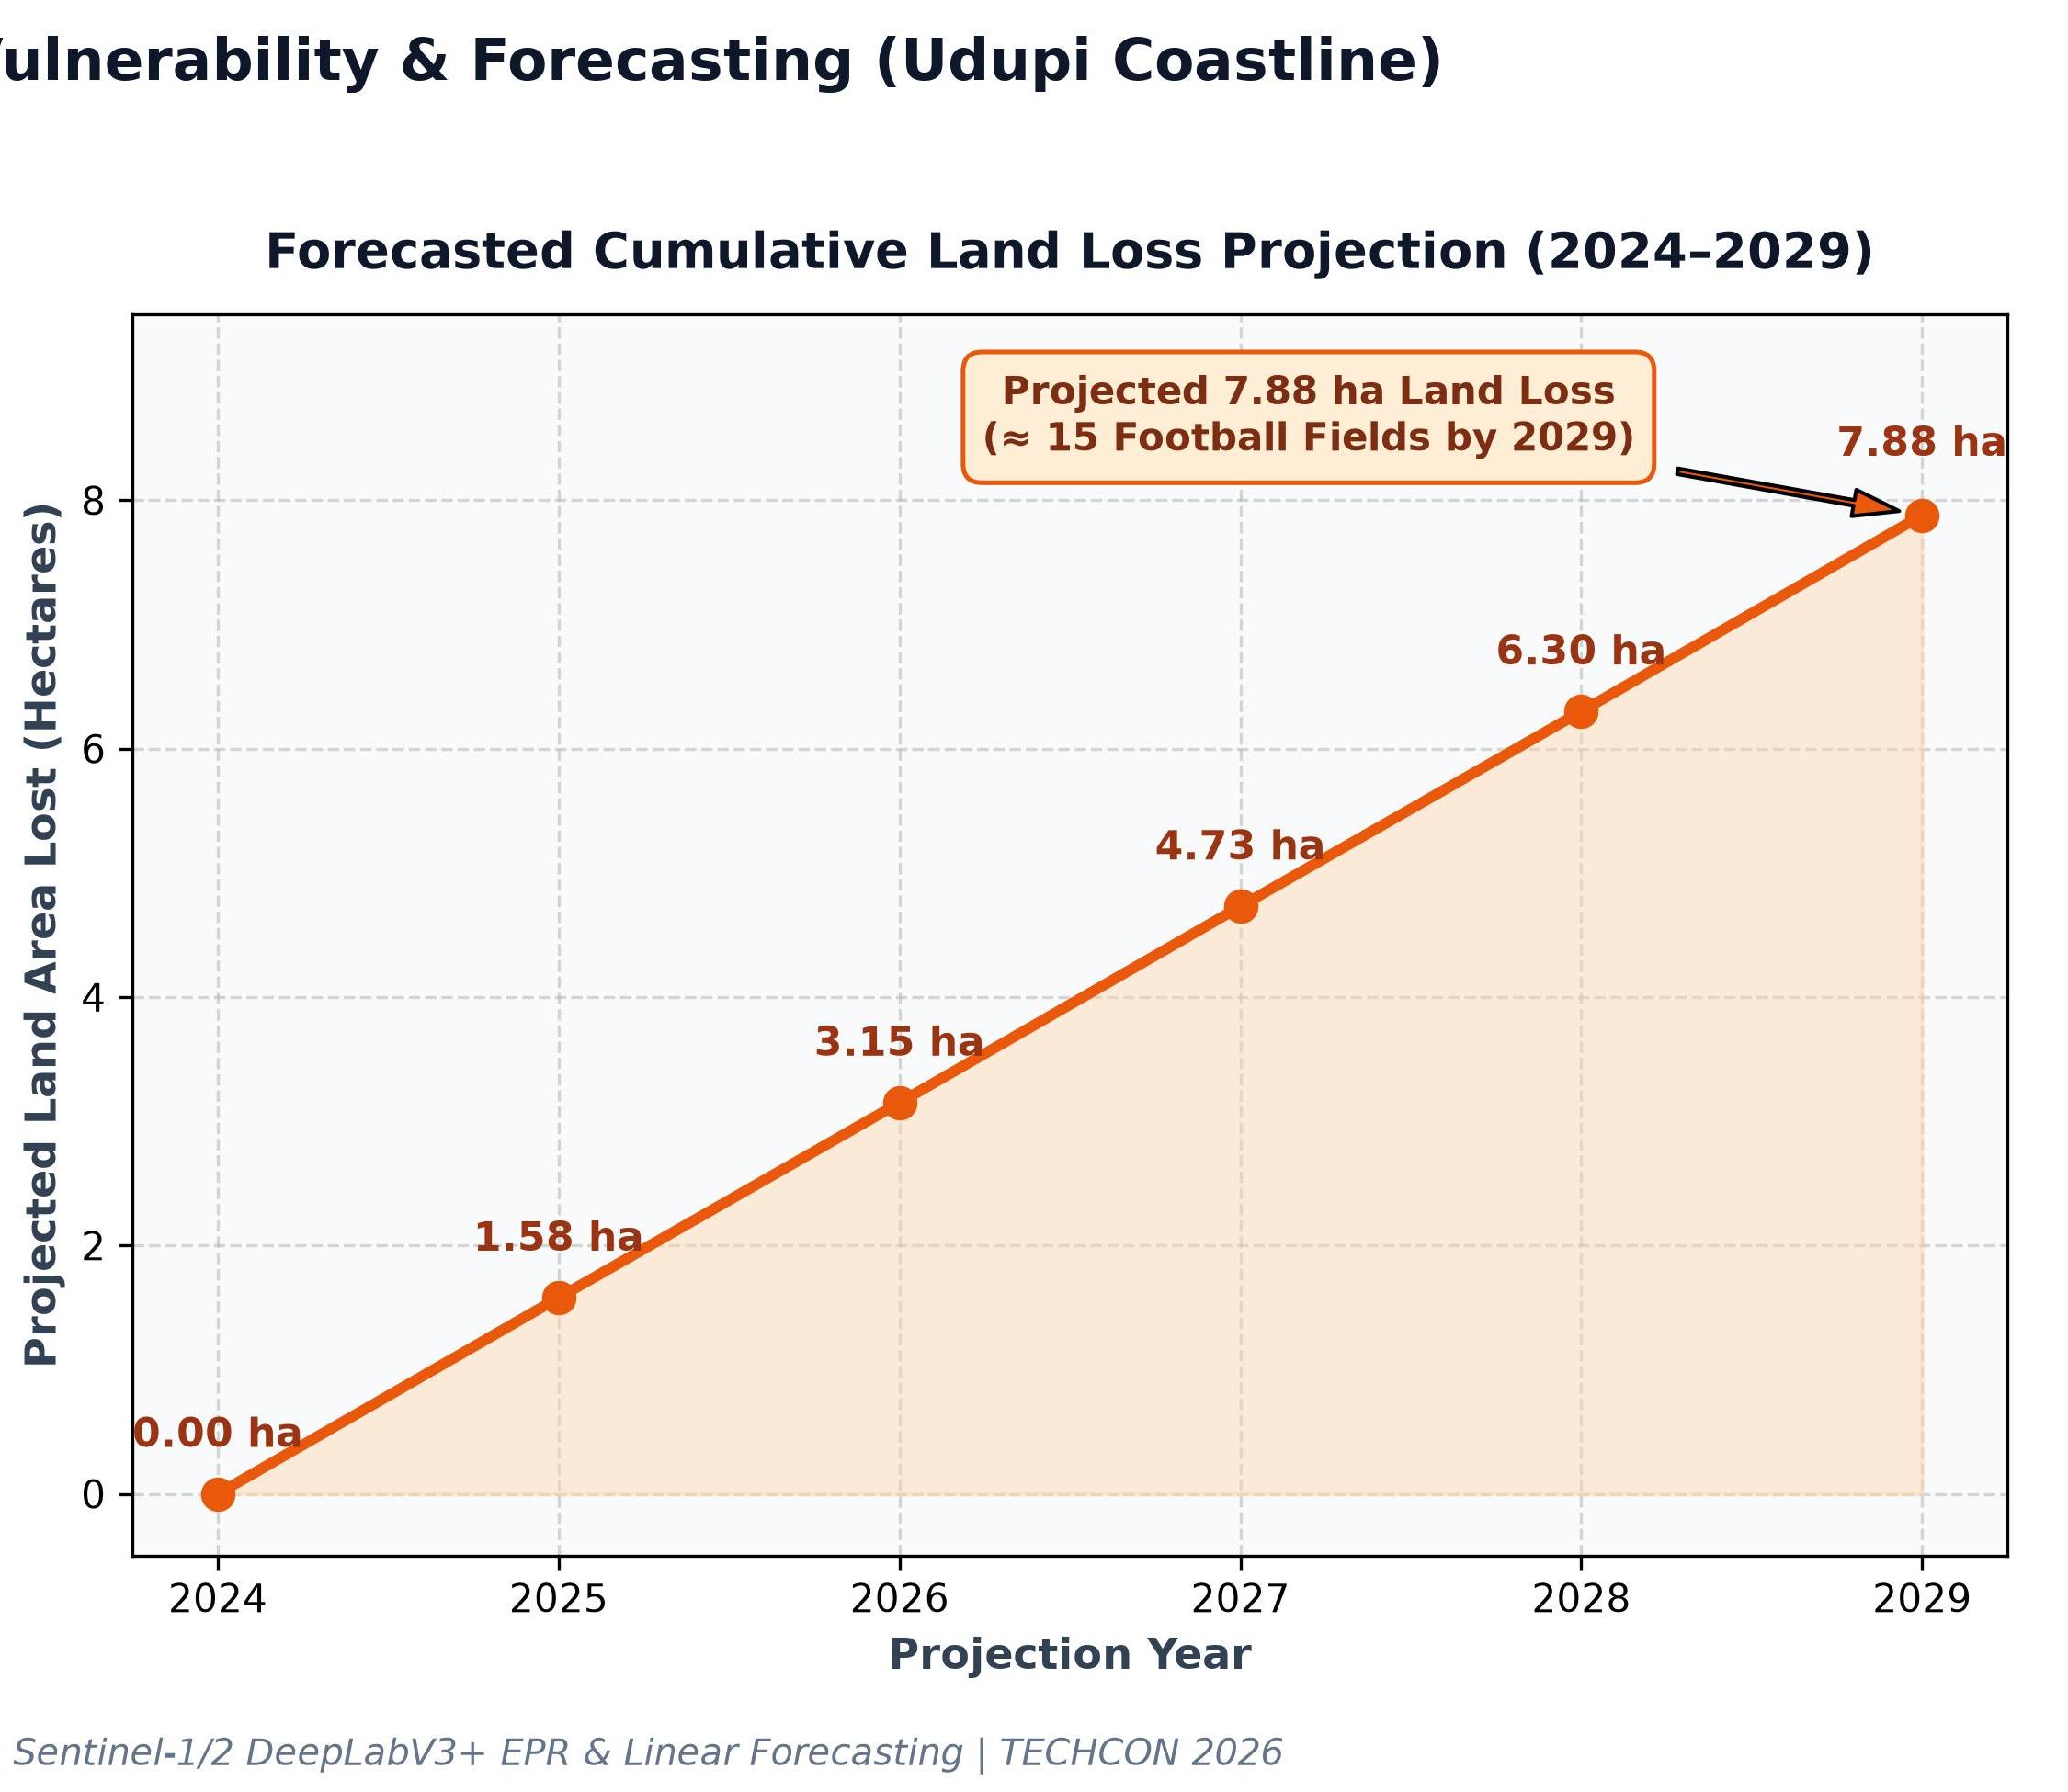 ulnerability & Forecasting (Udupi Coastline)
Forecasted Cumulative Land Loss Projection (2024–2029)
Projected 7.88 ha Land Loss
(≈ 15 Football Fields by 2029)
7.88 ha
6.30 ha
4.73 ha
3.15 ha
1.58 ha
0.00 ha
Projected Land Area Lost (Hectares)
8
6
4
2
0
2024 2025 2026 2027 2028 2029
Projection Year
Sentinel-1/2 DeepLabV3+ EPR & Linear Forecasting | TECHCON 2026